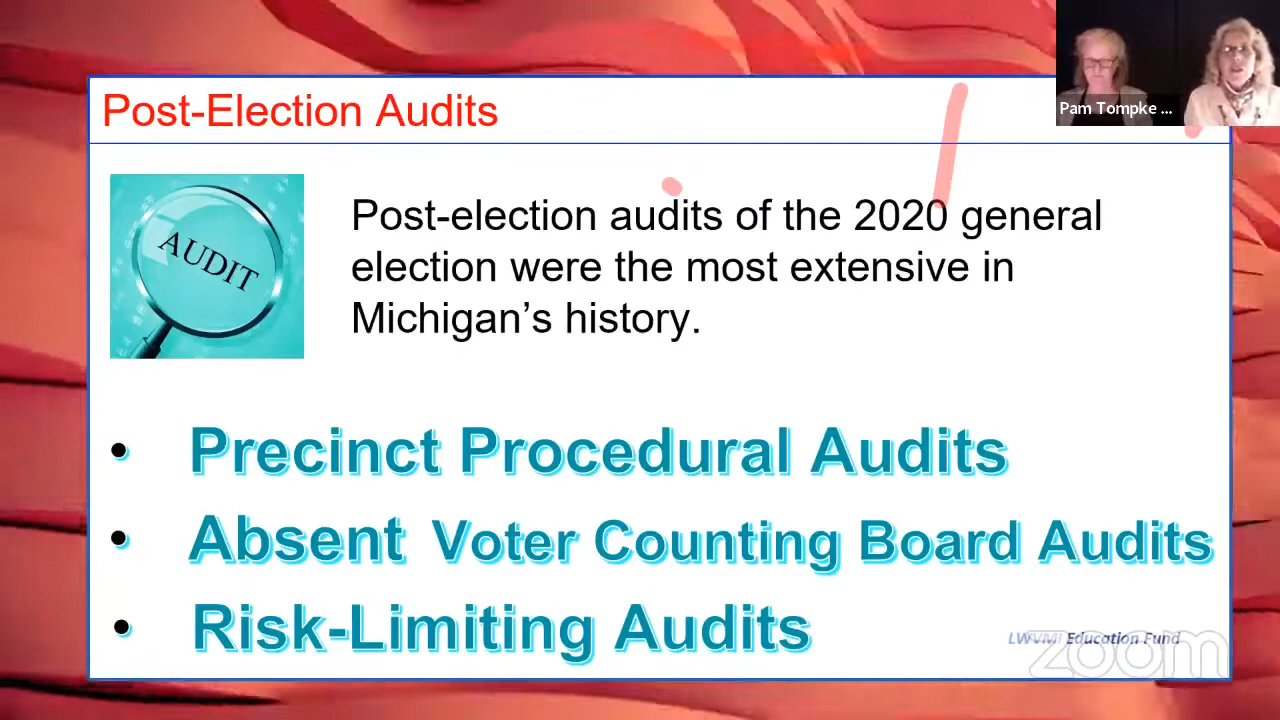 Post-Election Audits
Pam Tompke ...
AUDIT
Post-election audits of the 2020 general
election were the most extensive in
Michigan's history.
• Precinct Procedural Audits
• Absent Voter Counting Board Audits
• Risk-Limiting Audits
LWVMI Education Fund
zoom